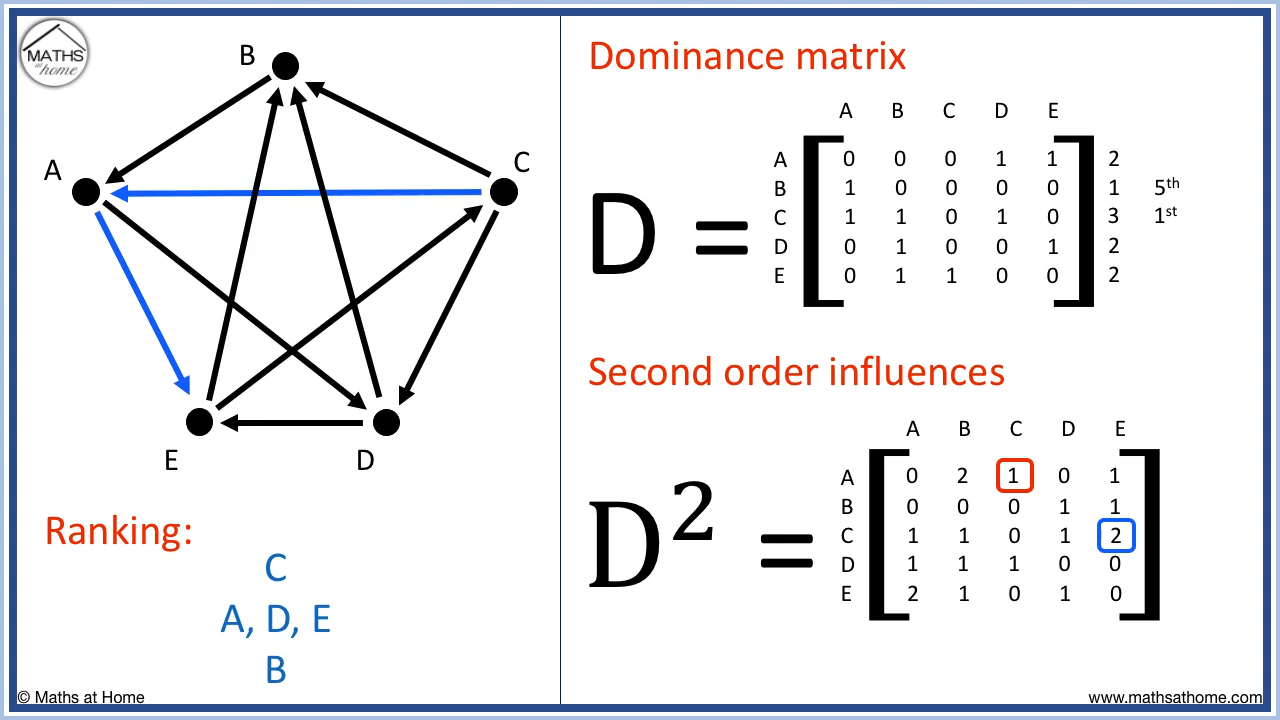 MATHS
at
home
B
A
C
E
D
Ranking:
C
A, D, E
B
© Maths at Home
Dominance matrix
A B C D E
D =
A 0 0 0 1 1 2
B 1 0 0 0 0 1 5th
C 1 1 0 1 0 3 1st
D 0 1 0 0 1 2
E 0 1 1 0 0 2
Second order influences
A B C D E
D² =
A 0 2 1 0 1
B 0 0 0 1 1
C 1 1 0 1 2
D 1 1 1 0 0
E 2 1 0 1 0
www.mathsathome.com